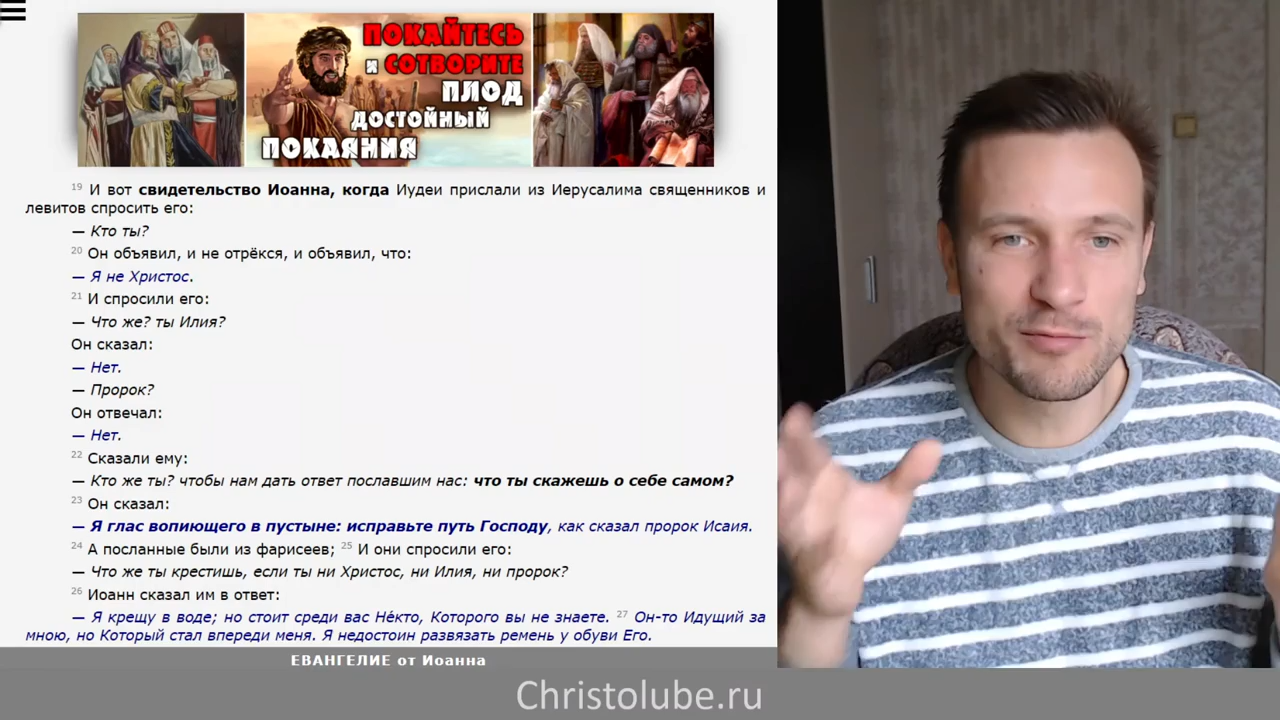 ПОКАЙТЕСЬ
и СОТВОРИТЕ
ПЛОД
ДОСТОЙНЫЙ
ПОКАЯНИЯ
19 И вот свидетельство Иоанна, когда Иудеи прислали из Иерусалима священников и
левитов спросить его:
— Кто ты?
20 Он объявил, и не отрёкся, и объявил, что:
— Я не Христос.
21 И спросили его:
— Что же? ты Илия?
Он сказал:
— Нет.
— Пророк?
Он отвечал:
— Нет.
22 Сказали ему:
— Кто же ты? чтобы нам дать ответ пославшим нас: что ты скажешь о себе самом?
23 Он сказал:
— Я глас вопиющего в пустыне: исправьте путь Господу, как сказал пророк Исаия.
24 А посланные были из фарисеев; 25 И они спросили его:
— Что же ты крестишь, если ты ни Христос, ни Илия, ни пророк?
26 Иоанн сказал им в ответ:
— Я крещу в воде; но стоит среди вас Не́кто, Которого вы не знаете. 27 Он-то Идущий за
мною, но Который стал впереди меня. Я недостоин развязать ремень у обуви Его.
ЕВАНГЕЛИЕ от Иоанна
Christolube.ru